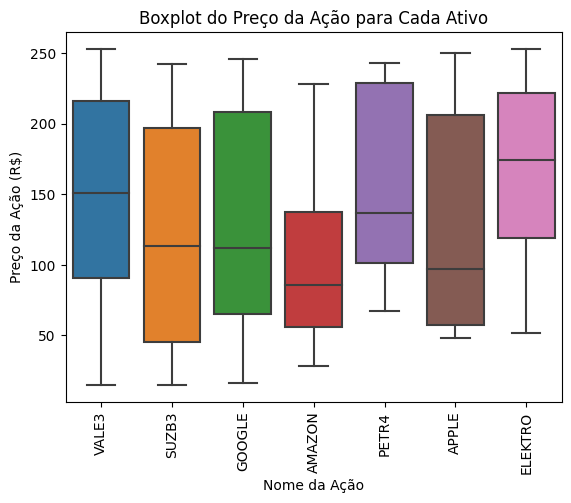 Boxplot do Preço da Ação para Cada Ativo
Preço da Ação (R$)
250
200
150
100
50
VALE3
SUZB3
GOOGLE
AMAZON
PETR4
APPLE
ELEKTRO
Nome da Ação